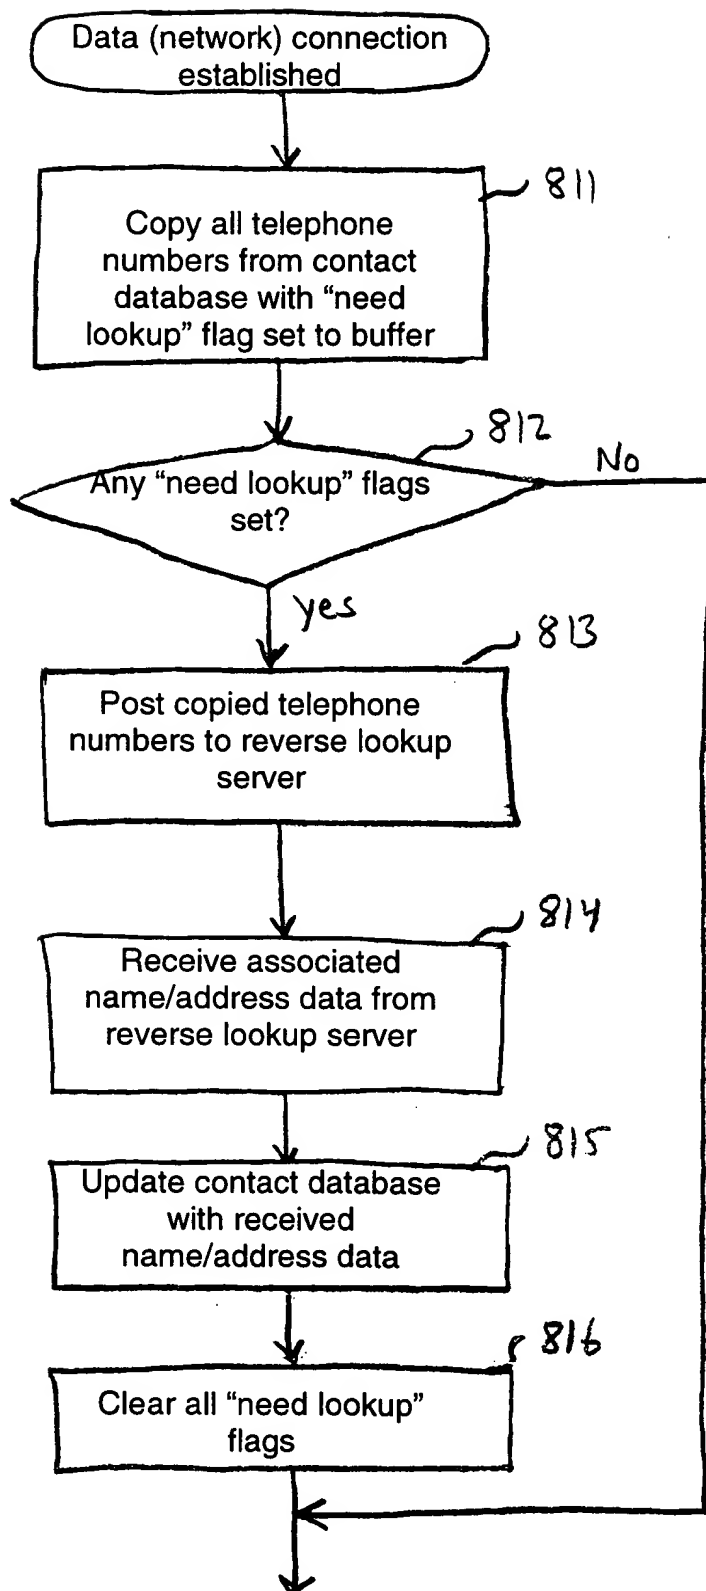 Data (network) connection
established
811
Copy all telephone
numbers from contact
database with “need
lookup” flag set to buffer
812
No
Any “need lookup” flags
set?
yes
813
Post copied telephone
numbers to reverse lookup
server
814
Receive associated
name/address data from
reverse lookup server
815
Update contact database
with received
name/address data
816
Clear all “need lookup”
flags